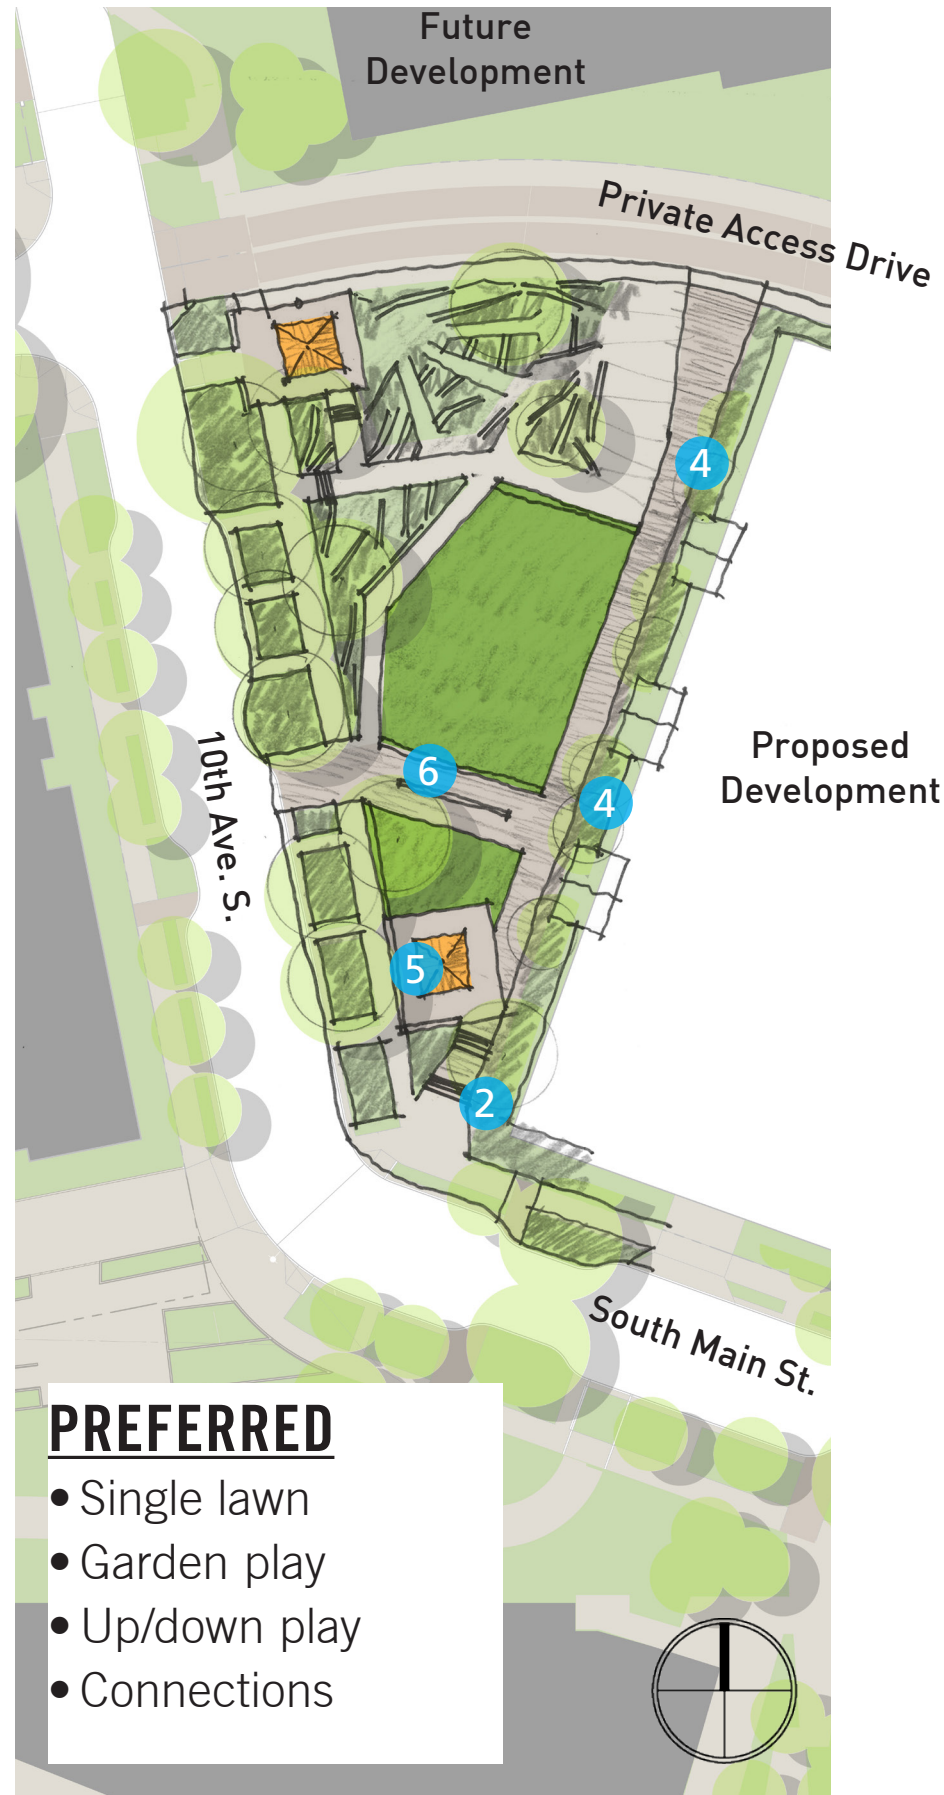 Future
Development
Private Access Drive
4
Proposed
Development
10th Ave. S.
6
4
5
2
South Main St.
PREFERRED
• Single lawn
• Garden play
• Up/down play
• Connections